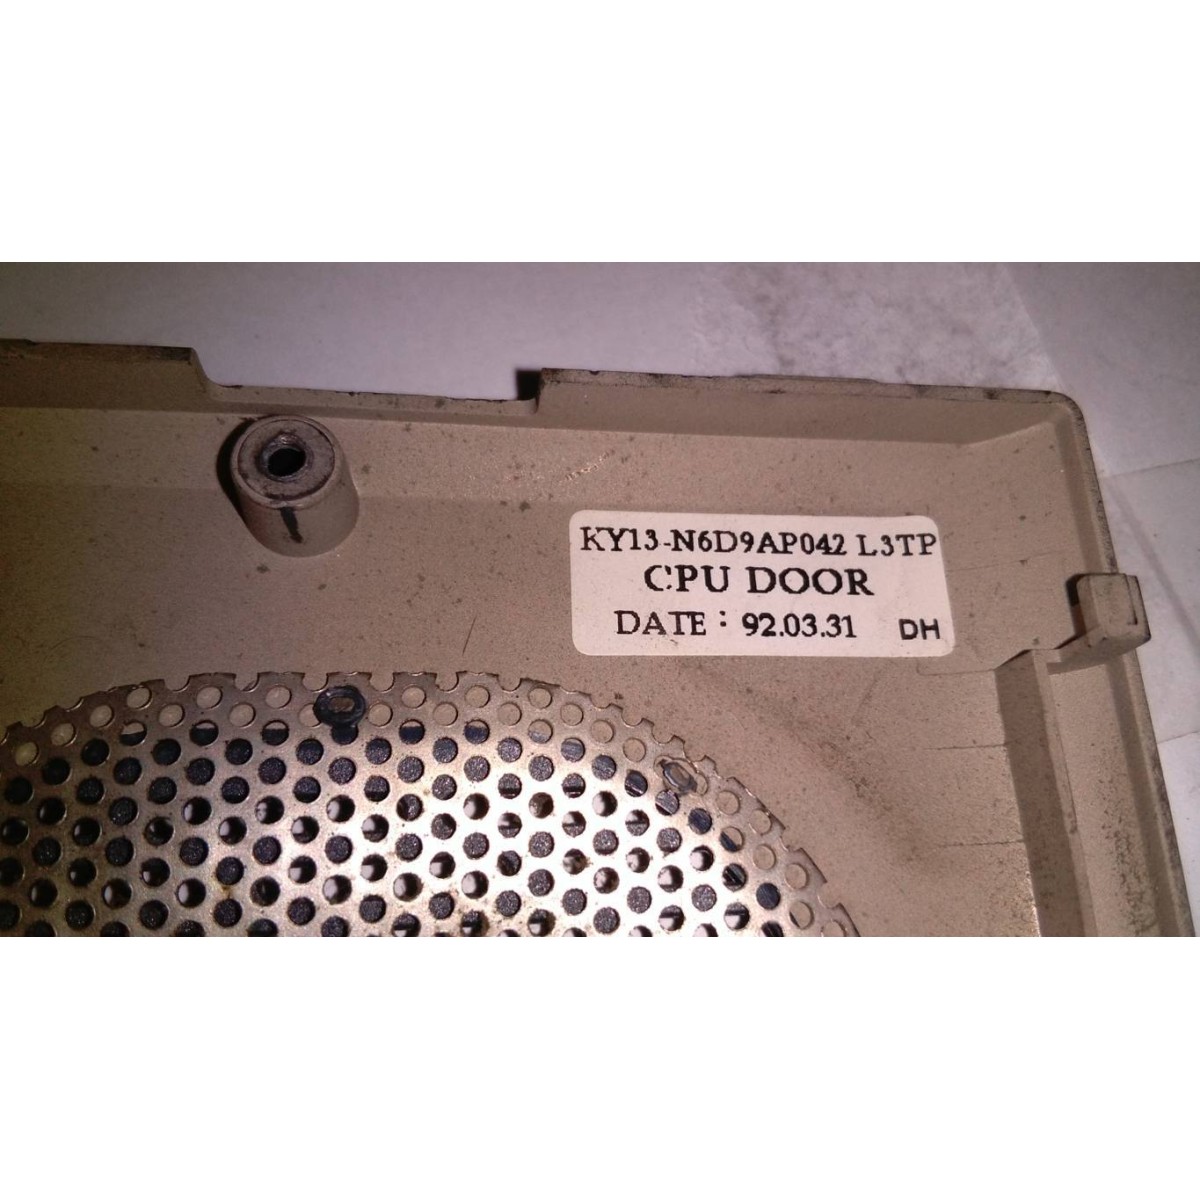 KY13-N6D9AP042 L3TP
CPU DOOR
DATE : 92.03.31 DH